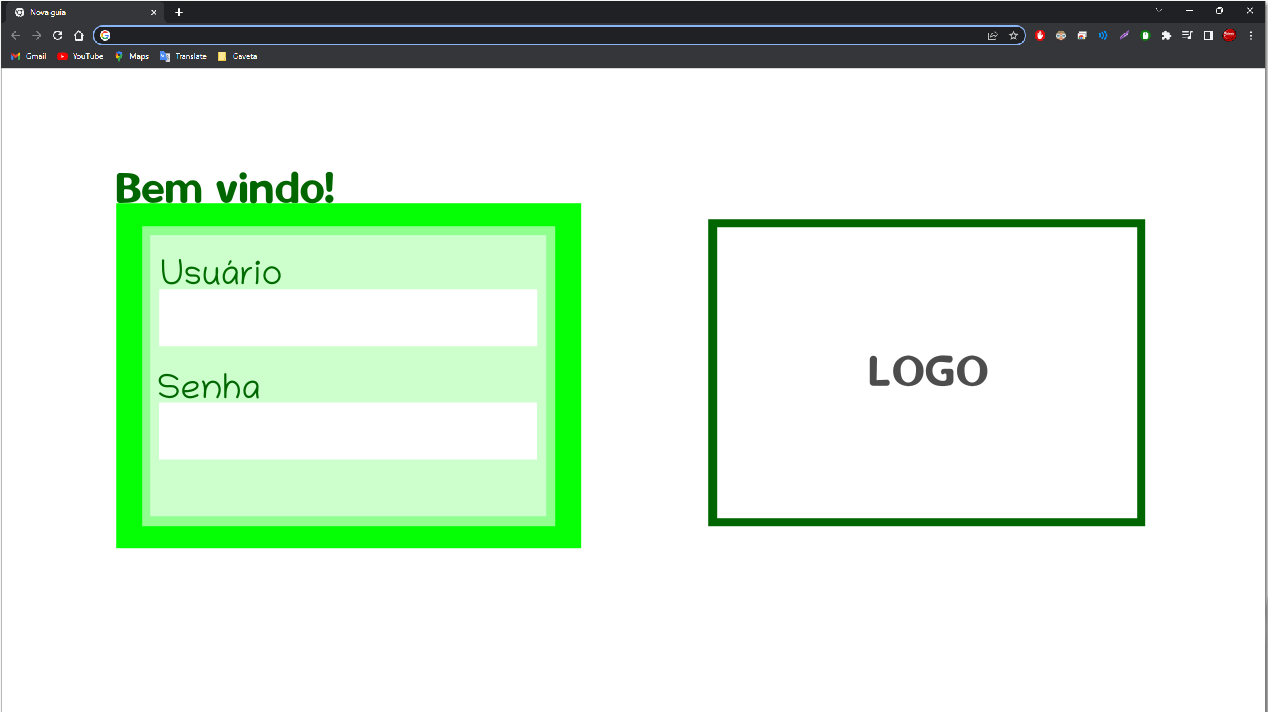 Nova guia
Gmail YouTube Maps Translate Gaveta
Bem vindo!
Usuário
Senha
LOGO